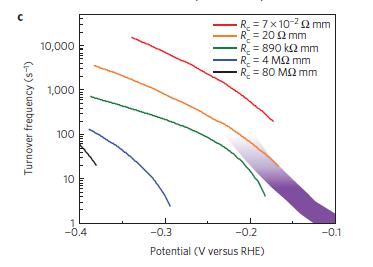 c
R_c = 7 × 10⁻² Ω mm
R_c = 20 Ω mm
R_c = 890 kΩ mm
R_c = 4 MΩ mm
R_c = 80 MΩ mm
Turnover frequency (s⁻¹)
10,000
1,000
100
10
1
−0.4 −0.3 −0.2 −0.1
Potential (V versus RHE)